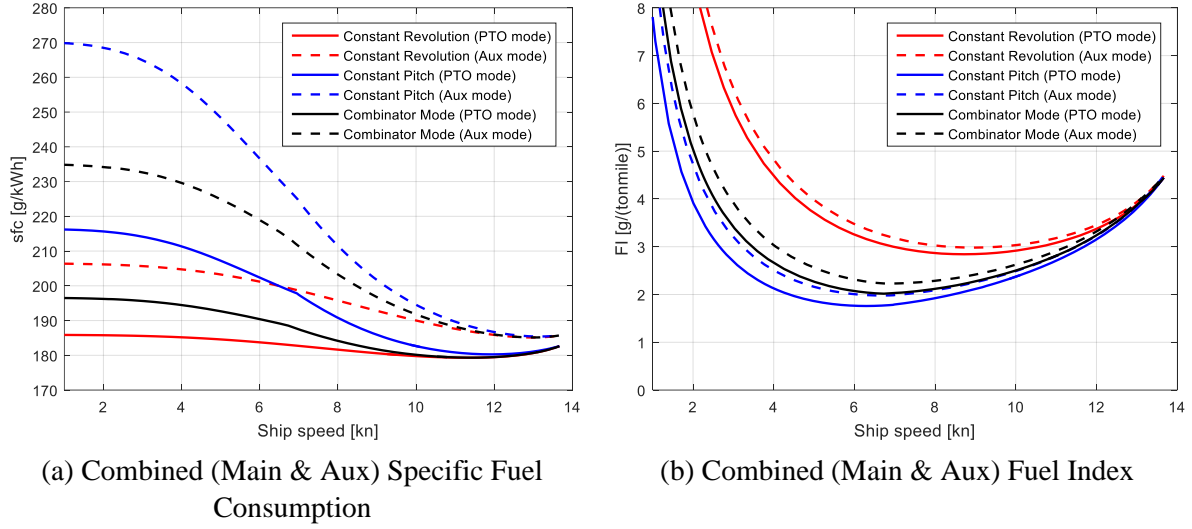 280
270
260
250
240
230
220
210
200
190
180
170
sfc [g/kWh]
2 4 6 8 10 12 14
Ship speed [kn]
Constant Revolution (PTO mode)
Constant Revolution (Aux mode)
Constant Pitch (PTO mode)
Constant Pitch (Aux mode)
Combinator Mode (PTO mode)
Combinator Mode (Aux mode)
(a) Combined (Main & Aux) Specific Fuel
Consumption
8
7
6
5
4
3
2
1
0
FI [g/(tonmile)]
2 4 6 8 10 12 14
Ship speed [kn]
Constant Revolution (PTO mode)
Constant Revolution (Aux mode)
Constant Pitch (PTO mode)
Constant Pitch (Aux mode)
Combinator Mode (PTO mode)
Combinator Mode (Aux mode)
(b) Combined (Main & Aux) Fuel Index